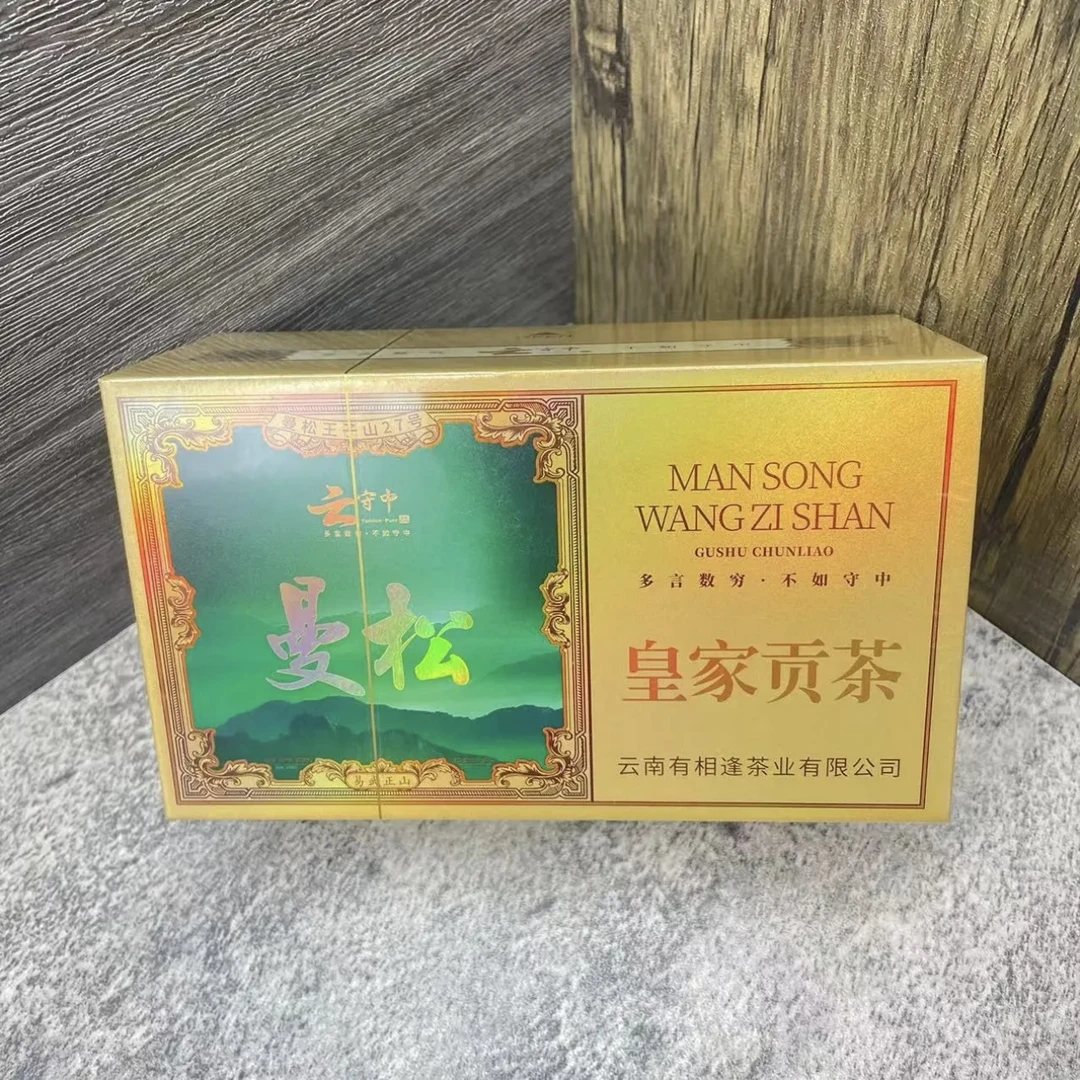 曼松王子山27号
云守中
多言数穷·不如守中
曼松
易武正山
MAN SONG
WANG ZI SHAN
GUSHU CHUNLIAO
多言数穷·不如守中
皇家贡茶
云南有相逢茶业有限公司